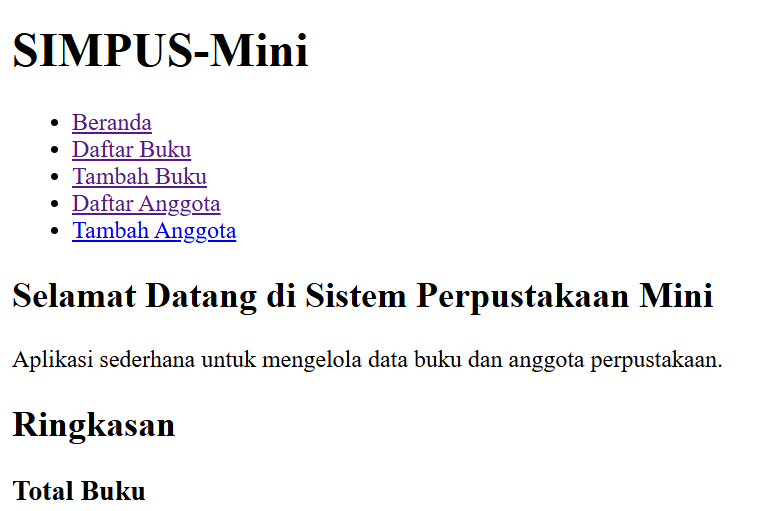 SIMPUS-Mini
Beranda
Daftar Buku
Tambah Buku
Daftar Anggota
Tambah Anggota
Selamat Datang di Sistem Perpustakaan Mini
Aplikasi sederhana untuk mengelola data buku dan anggota perpustakaan.
Ringkasan
Total Buku